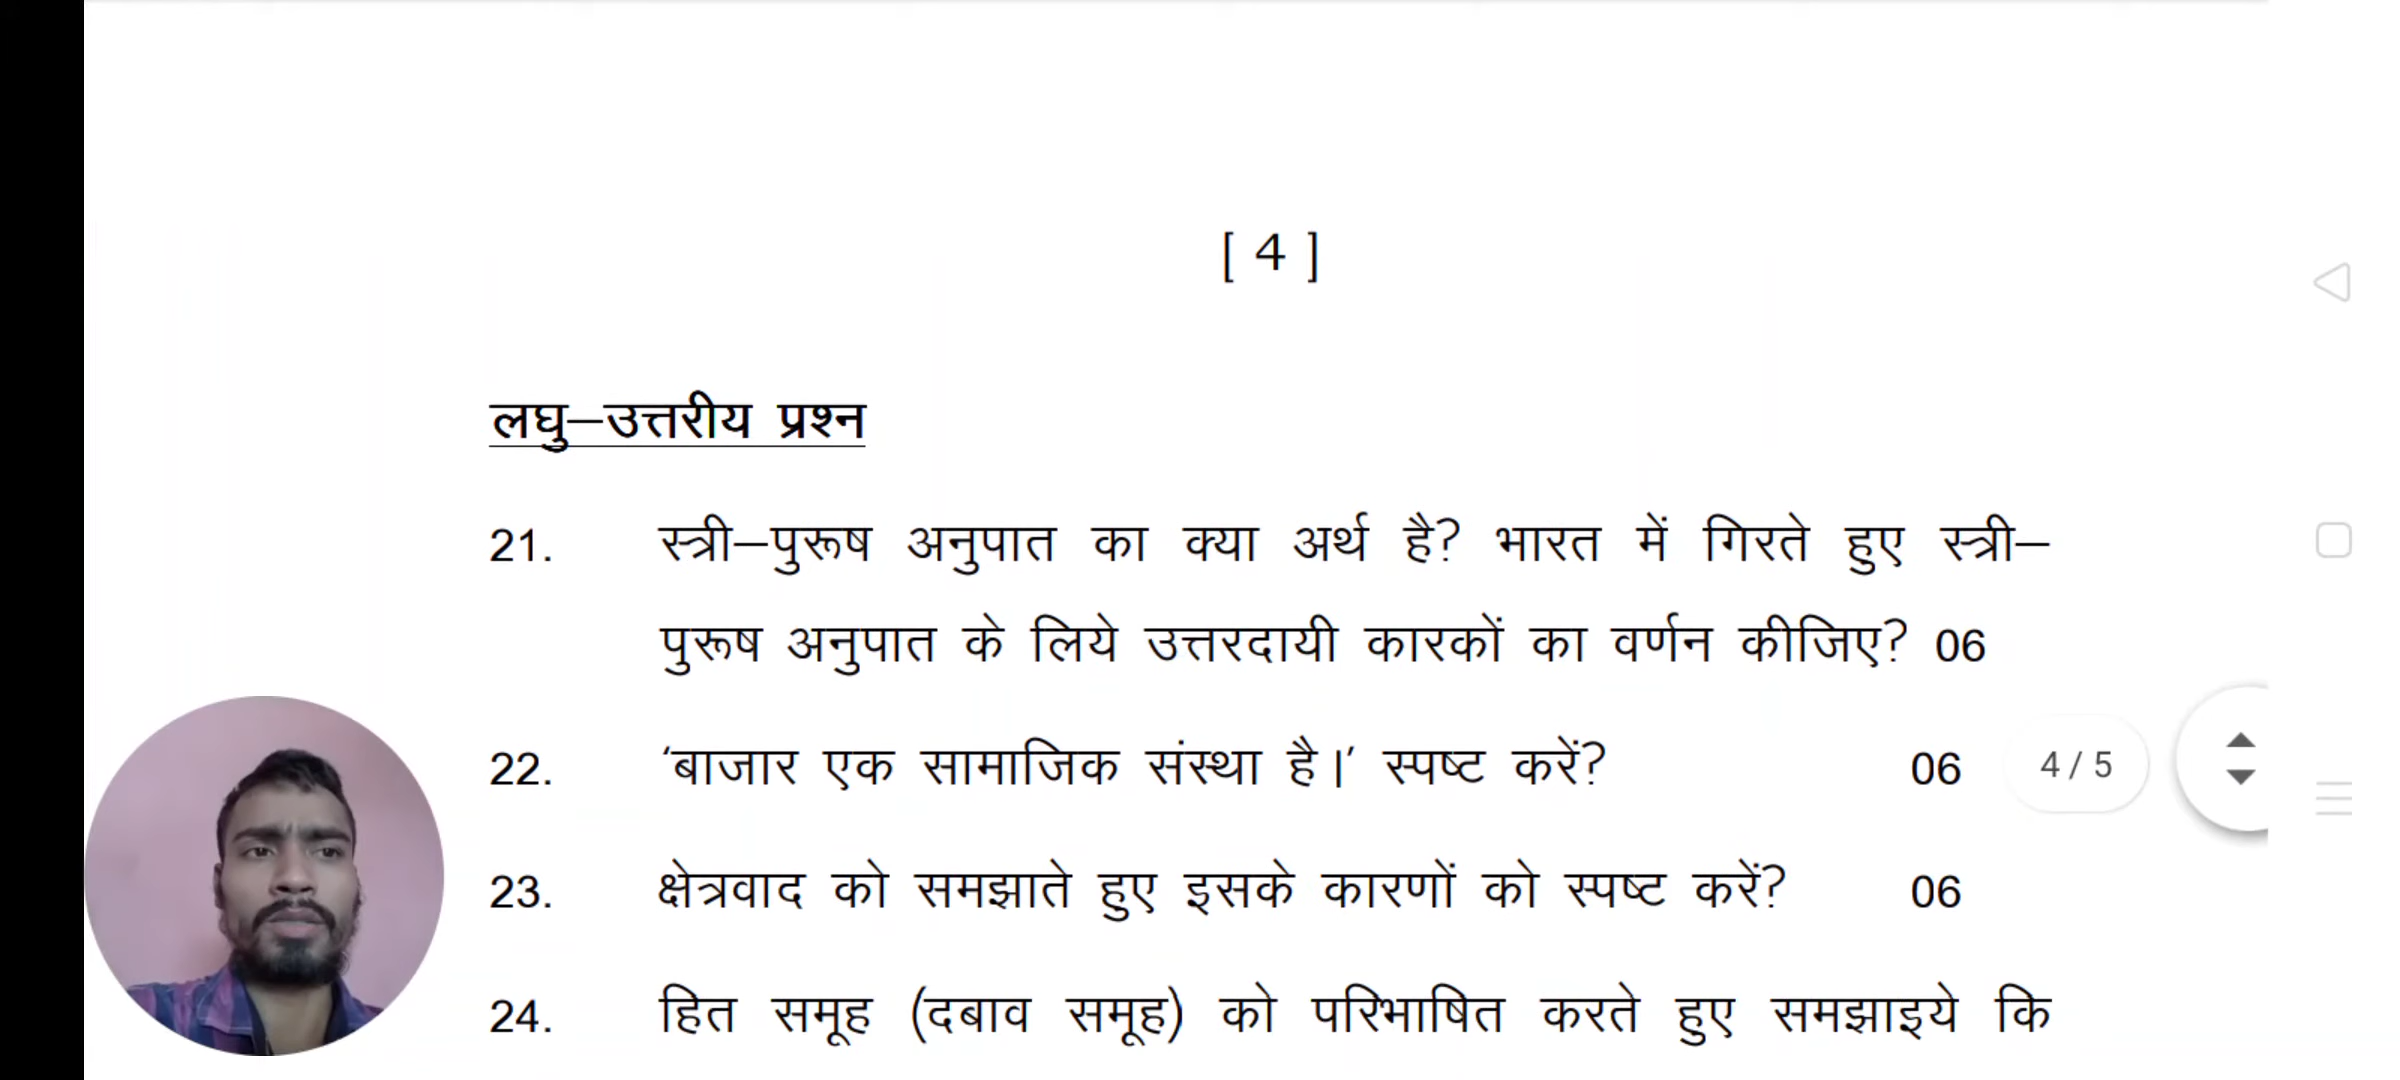 [ 4 ]
लघु–उत्तरीय प्रश्न
21. स्त्री–पुरूष अनुपात का क्या अर्थ है? भारत में गिरते हुए स्त्री–
पुरूष अनुपात के लिये उत्तरदायी कारकों का वर्णन कीजिए? 06
22. ‘बाजार एक सामाजिक संस्था है।’ स्पष्ट करें? 06
4 / 5
23. क्षेत्रवाद को समझाते हुए इसके कारणों को स्पष्ट करें? 06
24. हित समूह (दबाव समूह) को परिभाषित करते हुए समझाइये कि